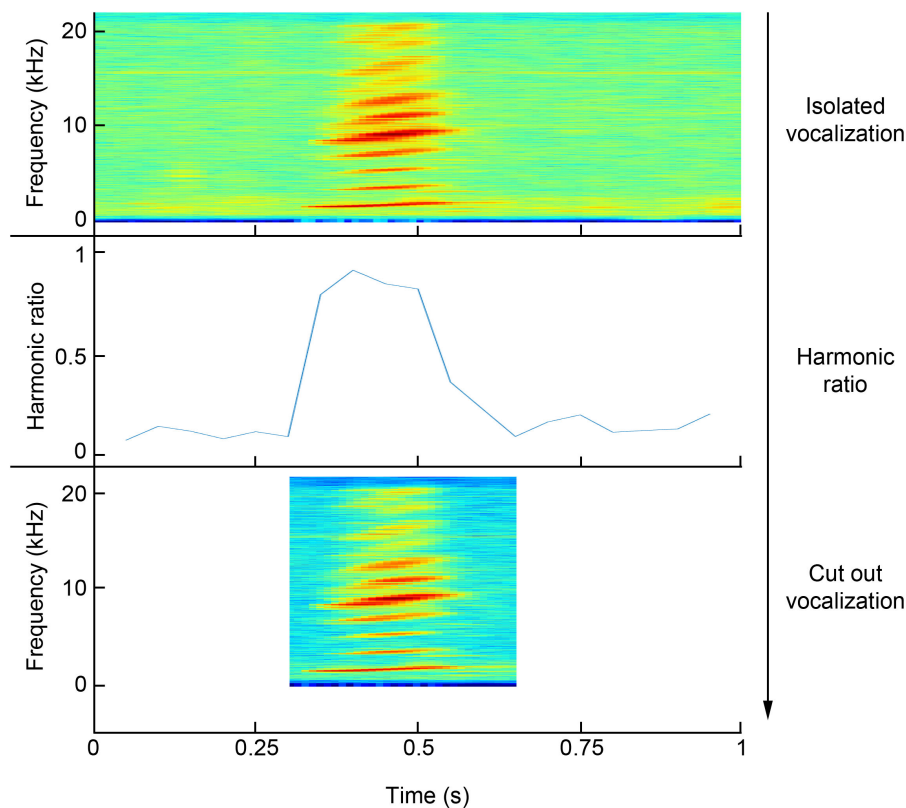 Frequency (kHz)
20
10
0
Isolated
vocalization
Harmonic ratio
1
0.5
0
Harmonic
ratio
Frequency (kHz)
20
10
0
Cut out
vocalization
0
0.25
0.5
0.75
1
Time (s)